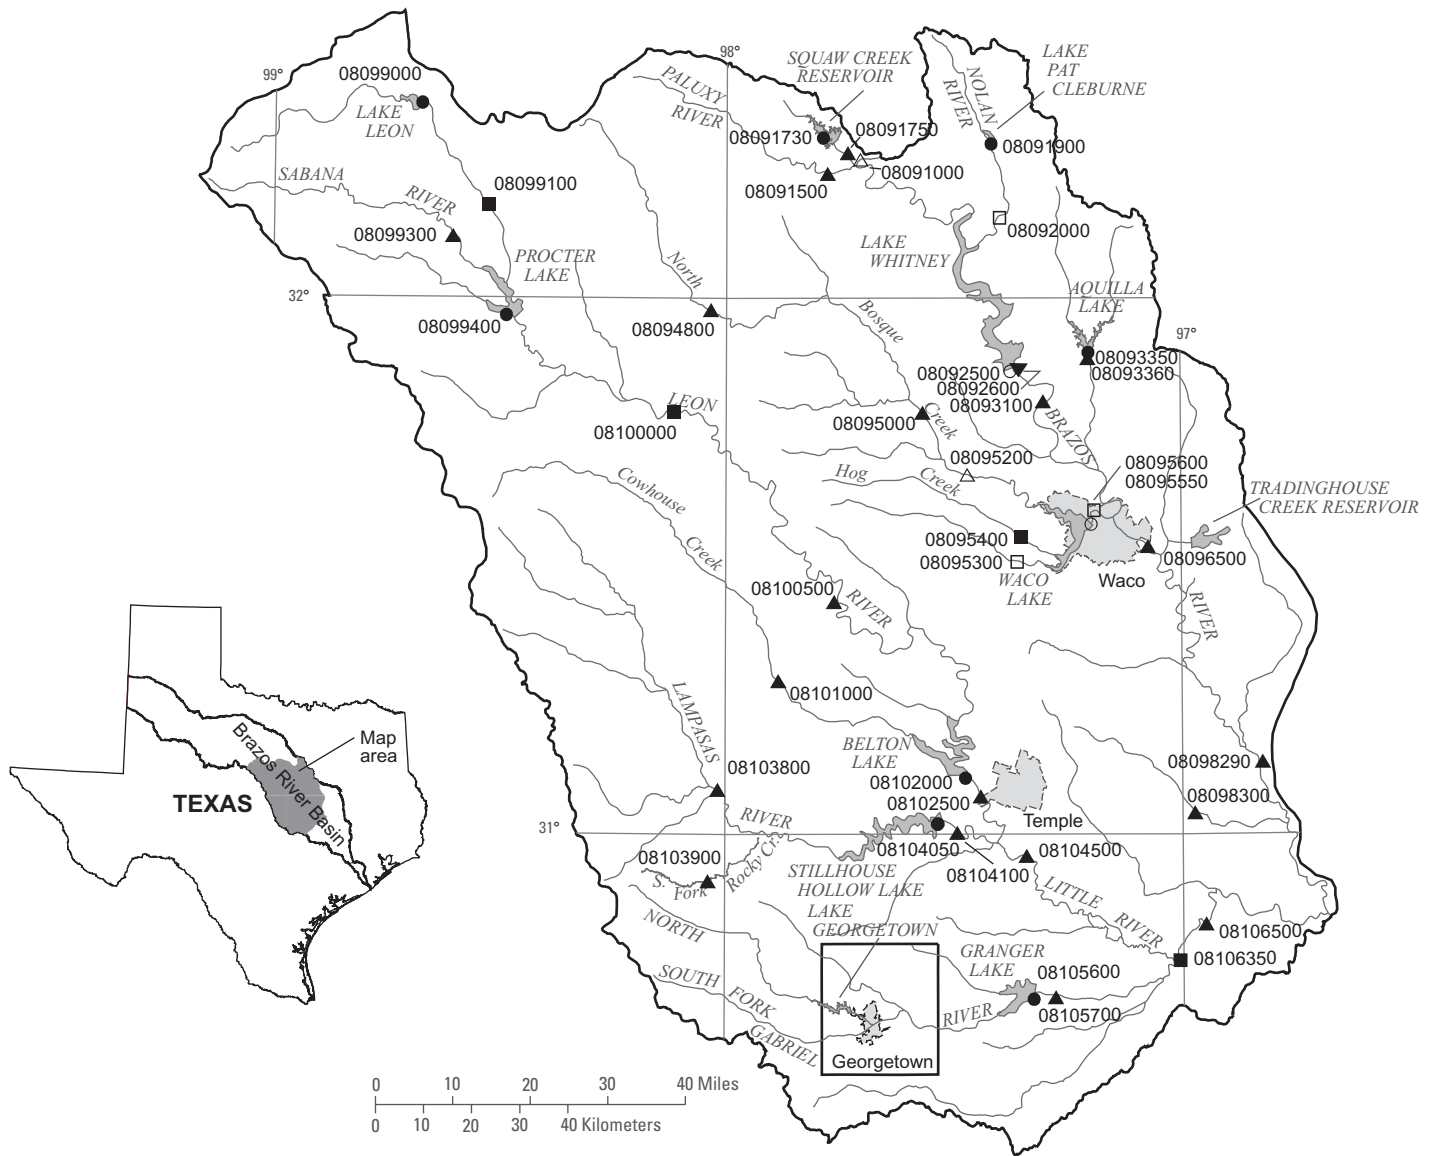 98°
SQUAW CREEK
RESERVOIR
LAKE
PAT
CLEBURNE
99°
08099000
PALUXY
RIVER
NOLAN
RIVER
LAKE
LEON
08091730
08091750
08091900
08091000
08091500
SABANA
RIVER
08099100
08099300
08092000
LAKE
WHITNEY
PROCTER
LAKE
North
32°
AQUILLA
LAKE
08099400
08094800
Bosque
97°
08093350
08093360
08092500
08092600
08093100
LEON
08100000
08095000
Creek
BRAZOS
08095200
08095600
08095550
Hog
Creek
Cowhouse
TRADINGHOUSE
CREEK RESERVOIR
Creek
08095400
08095300
08096500
WACO
LAKE
Waco
08100500
RIVER
RIVER
LAMPASAS
08101000
Brazos River Basin
Map
area
TEXAS
BELTON
LAKE
08098290
08103800
08102000
08102500
08098300
RIVER
Temple
31°
08104050
08104500
08103900
Rocky Cr.
S.
Fork
08104100
STILLHOUSE
HOLLOW LAKE
LITTLE
RIVER
LAKE
GEORGETOWN
NORTH
08106500
08106350
GRANGER
LAKE
08105600
SOUTH
FORK
GABRIEL
RIVER
08105700
Georgetown
0 10 20 30 40 Miles
0 10 20 30 40 Kilometers